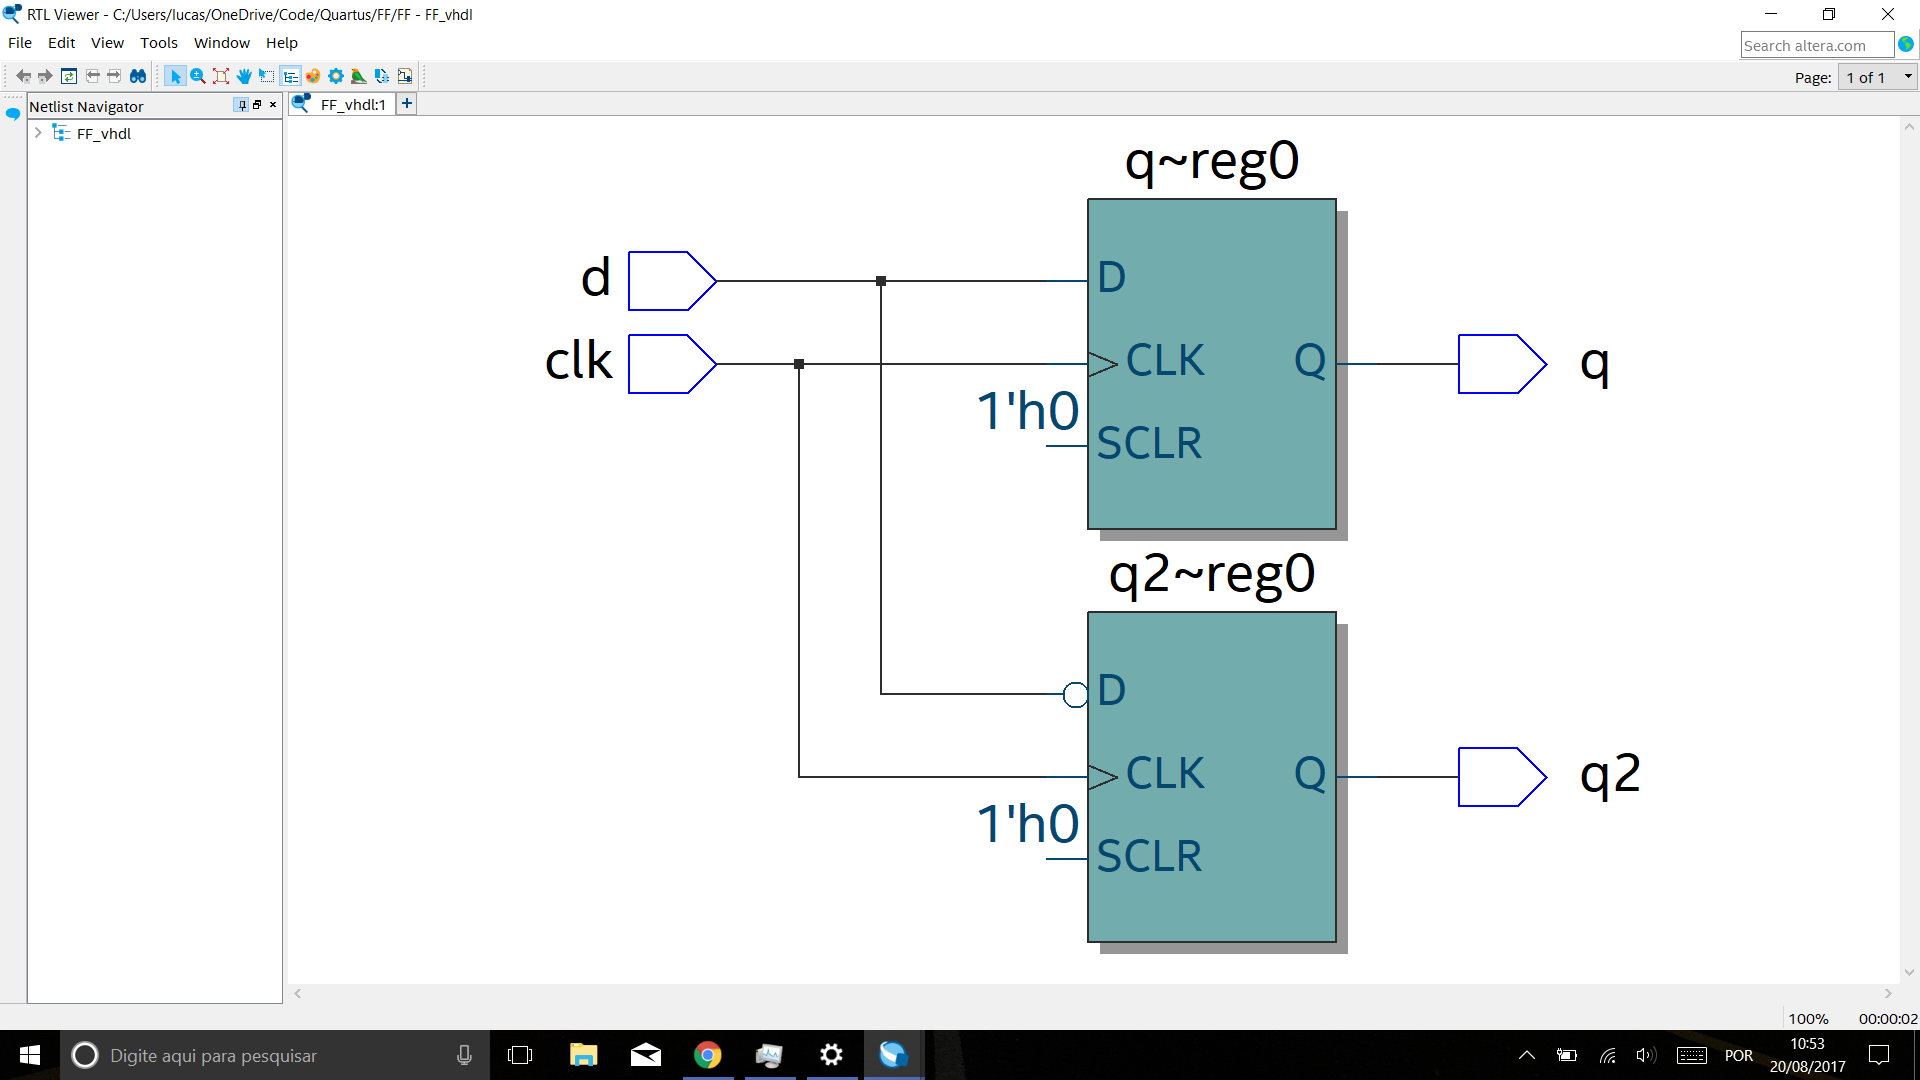 RTL Viewer - C:/Users/lucas/OneDrive/Code/Quartus/FF/FF - FF_vhdl
File Edit View Tools Window Help
Search altera.com
Page: 1 of 1
Netlist Navigator
FF_vhdl:1
FF_vhdl
q~reg0
d
D
clk
CLK
Q
q
1'h0
SCLR
q2~reg0
D
CLK
Q
q2
1'h0
SCLR
100% 00:00:02
Digite aqui para pesquisar
POR
10:53
20/08/2017